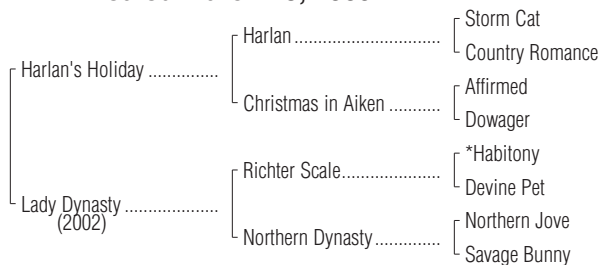 Storm Cat
Harlan
Country Romance
Harlan's Holiday
Affirmed
Christmas in Aiken
Dowager
*Habitony
Richter Scale
Devine Pet
Lady Dynasty
(2002)
Northern Jove
Northern Dynasty
Savage Bunny